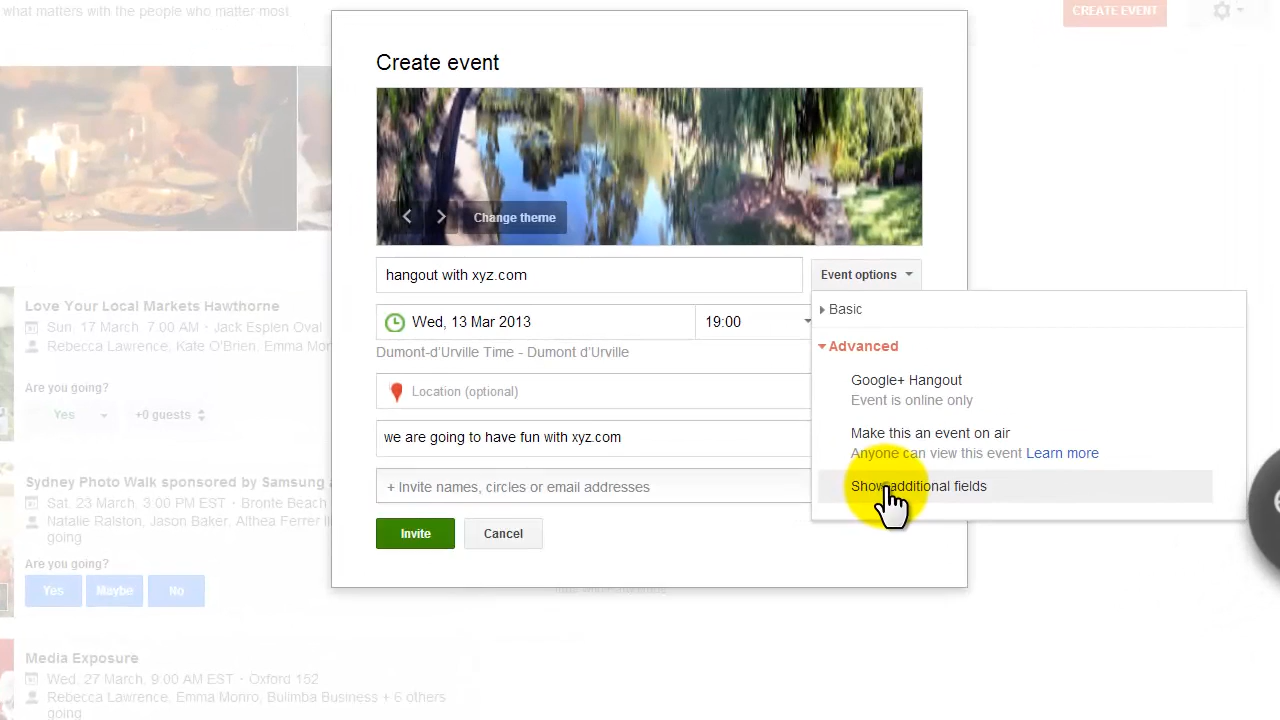 what matters with the people who matter most
CREATE EVENT
Create event
Change theme
hangout with xyz.com
Event options
Wed, 13 Mar 2013
19:00
Dumont-d'Urville Time - Dumont d'Urville
Location (optional)
we are going to have fun with xyz.com
+ Invite names, circles or email addresses
Invite
Cancel
Basic
Advanced
Google+ Hangout
Event is online only
Make this an event on air
Anyone can view this event Learn more
Show additional fields
Love Your Local Markets Hawthorne
Sun, 17 March, 7:00 AM · Jack Esplen Oval
Rebecca Lawrence, Kate O'Brien, Emma
Are you going?
Yes
+0 guests
Sydney Photo Walk sponsored by Samsung
Sat, 23 March, 3:00 PM EST · Bronte Beach
Natalie Ralston, Jason Baker, Althea Ferrer
going
Are you going?
Yes
Maybe
No
Media Exposure
Wed, 27 March, 9:00 AM EST · Oxford 152
Rebecca Lawrence, Emma Monro, Bulimba Business + 6 others
going